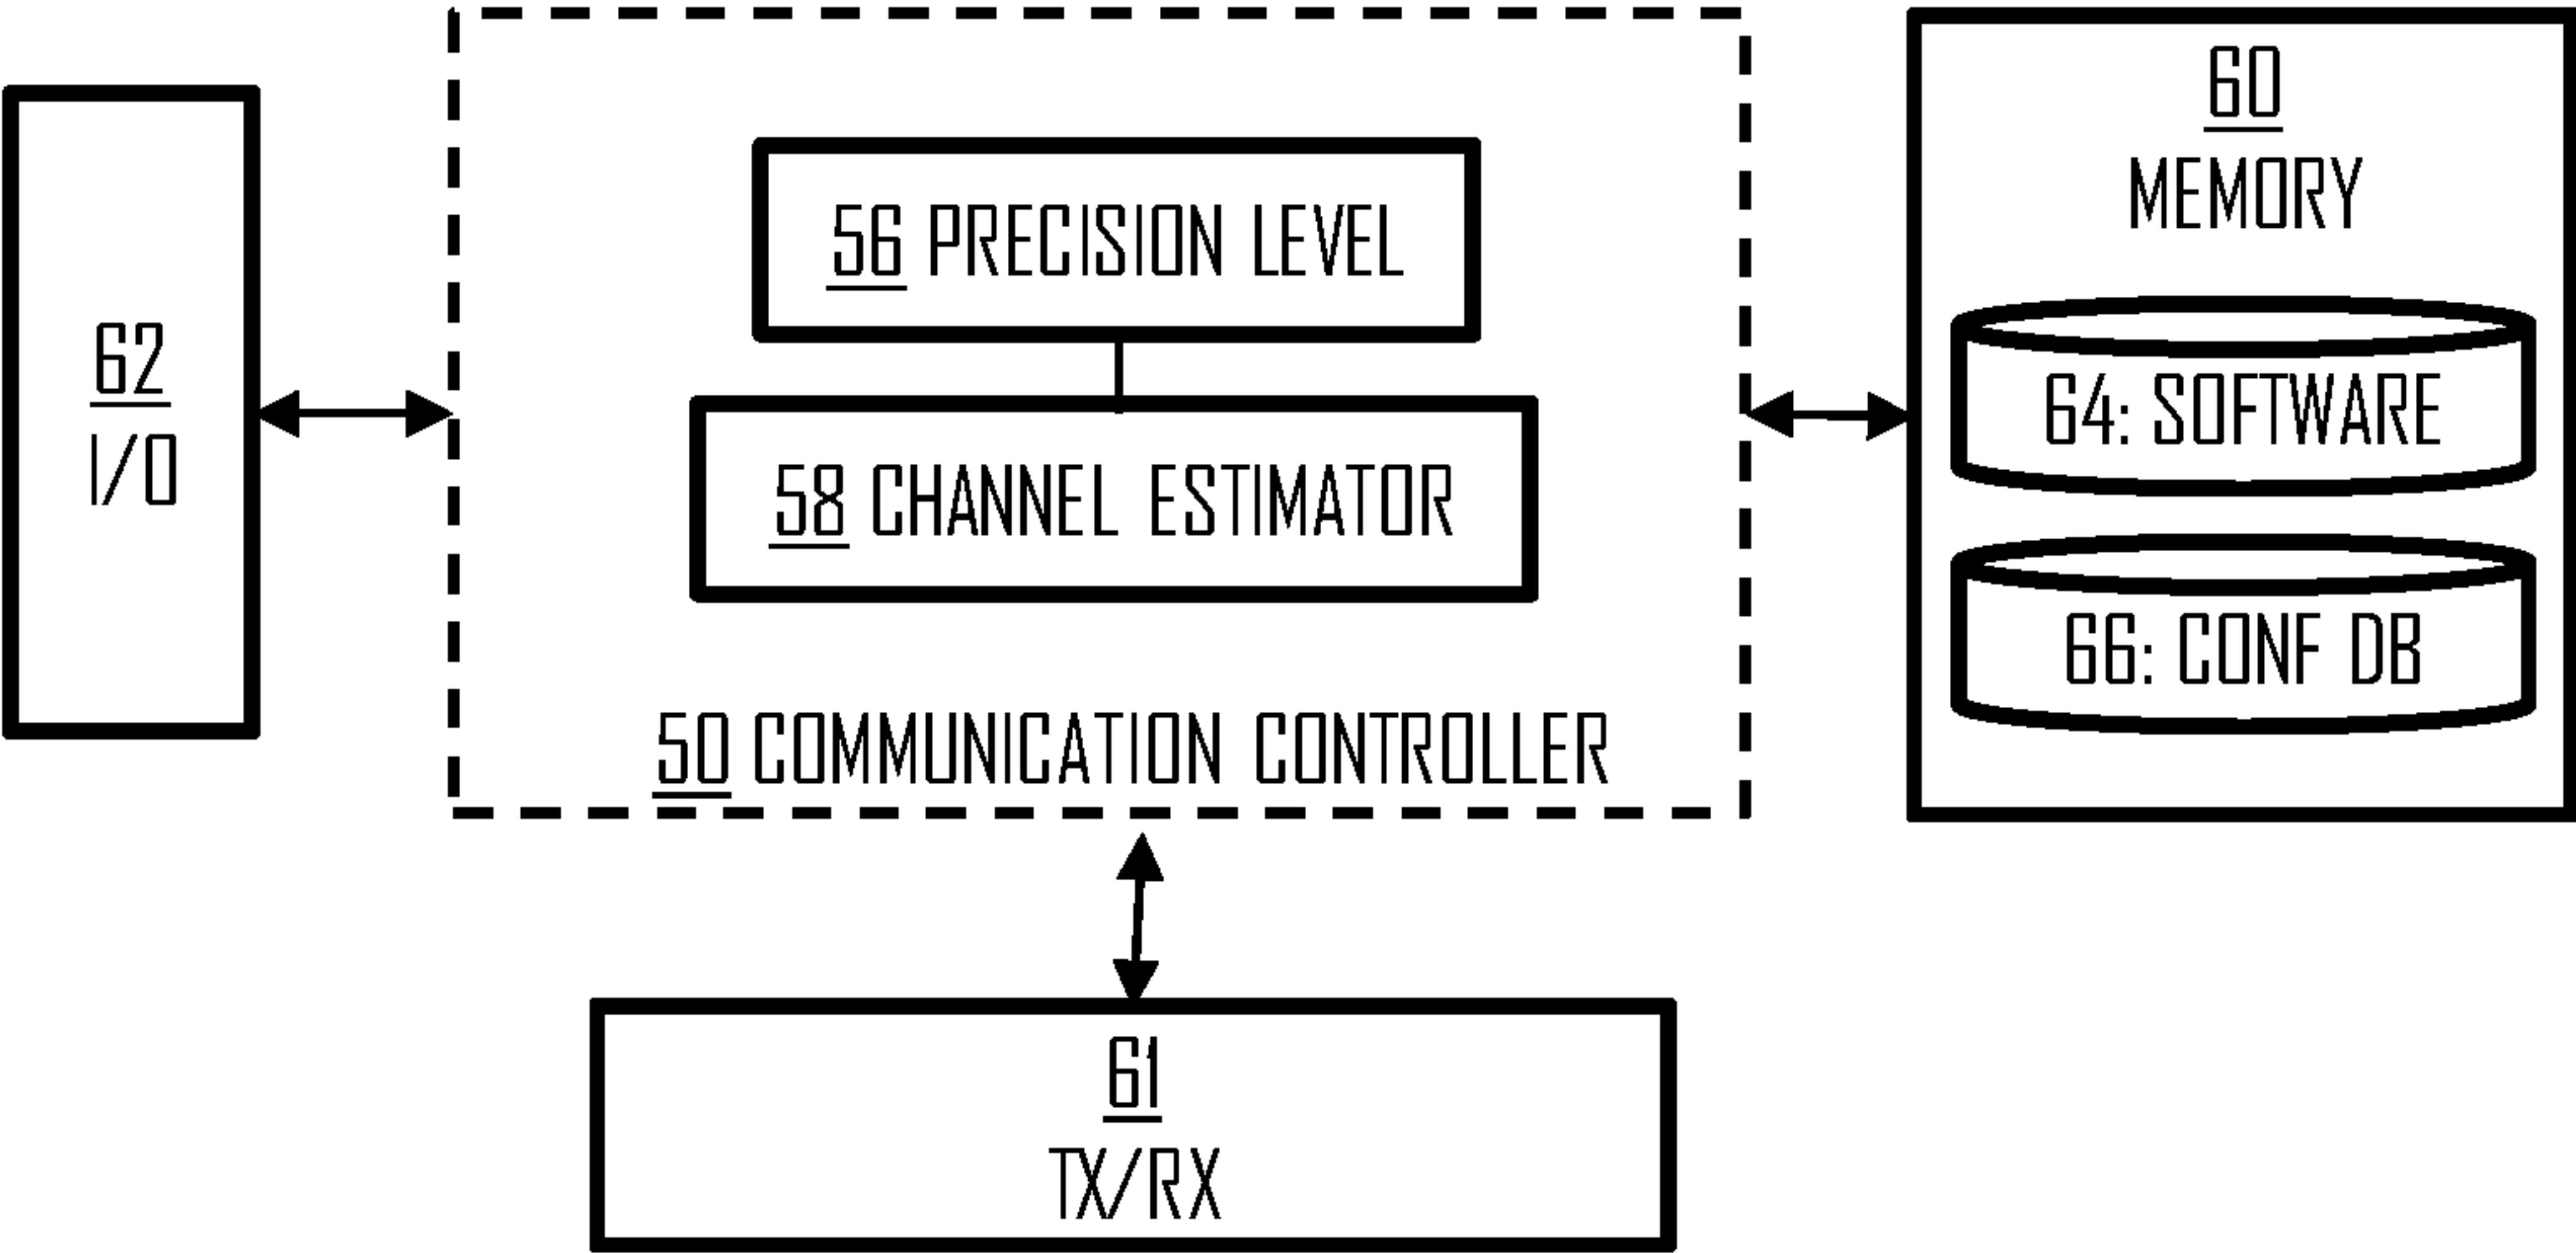 62
I/O
56 PRECISION LEVEL
58 CHANNEL ESTIMATOR
50 COMMUNICATION CONTROLLER
60
MEMORY
64: SOFTWARE
66: CONF DB
61
TX/RX